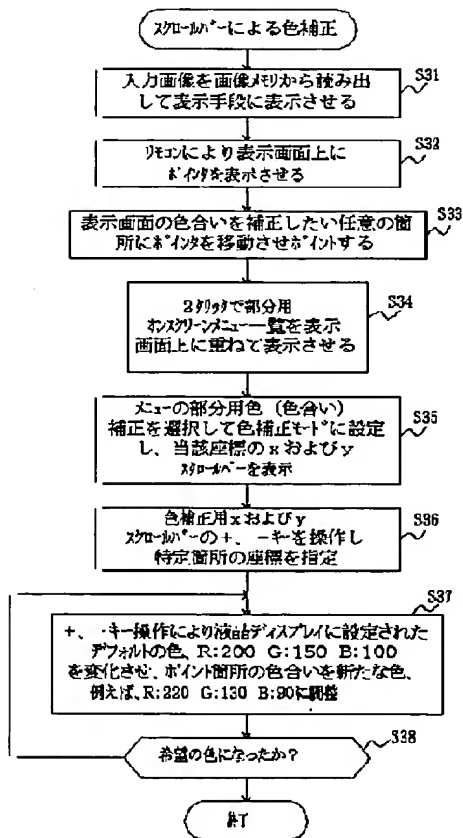 スクロールバーによる色補正
S31
入力画像を画像メモリから読み出
して表示手段に表示させる
S32
リモコンにより表示画面上に
ポインタを表示させる
S33
表示画面の色合いを補正したい任意の箇
所にポインタを移動させポイントする
S34
2クリックで部分用
オンスクリーンメニュー一覧を表示
画面上に重ねて表示させる
S35
メニューの部分用色(色合い)
補正を選択して色補正モードに設定
し、当該座標のxおよびy
スクロールバーを表示
S36
色補正用xおよびy
スクロールバーの+、-キーを操作し
特定箇所の座標を指定
S37
+、-キー操作により液晶ディスプレイに設定された
デフォルトの色、R:200 G:150 B:100
を変化させ、ポイント箇所の色合いを新たな色、
例えば、R:220 G:130 B:90に調整
S38
希望の色になったか?
終了